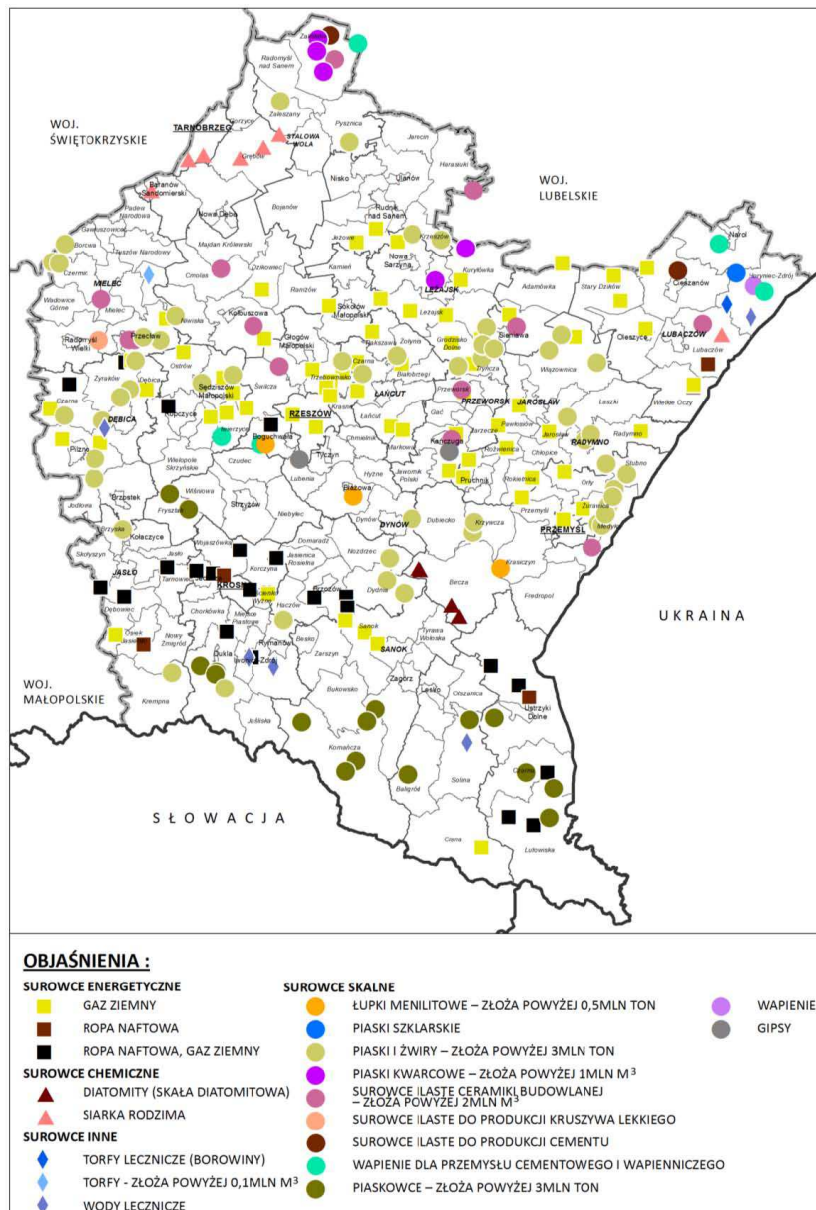 Zaklików
Radomyśl
nad Sanem
WOJ.
ŚWIĘTOKRZYSKIE
TARNOBRZEG
Gorzyce
Zaleszany
STALOWA
WOLA
Pysznica
Grębów
Jarocin
Nisko
Ulanów
Harasiuki
WOJ.
LUBELSKIE
Baranów
Sandomierski
Nowa Dęba
Bojanów
Rudnik
nad Sanem
Padew
Narodowa
Gawłuszowice
Borowa
Tuszów Narodowy
Majdan Królewski
Jeżowe
Krzeszów
Nowa
Sarzyna
Kuryłówka
Narol
Czermin
Cmolas
Dzikowiec
Kamień
LEŻAJSK
Adamówka
Stary Dzików
Cieszanów
Horyniec-Zdrój
MIELEC
Wadowice
Górne
Mielec
Raniżów
Niwiska
Kolbuszowa
Sokołów
Małopolski
Leżajsk
Oleszyce
LUBACZÓW
Lubaczów
Radomyśl
Wielki
Przecław
Głogów
Małopolski
Rakszawa
Żołynia
Grodzisko
Dolne
Sieniawa
Tryńcza
Wiązownica
Wielkie Oczy
Żyraków
Dębica
Ostrów
Sędziszów
Małopolski
Świlcza
Trzebownisko
Czarna
Białobrzegi
Przeworsk
Laszki
Czarna
Ropczyce
Krasne
RZESZÓW
Łańcut
ŁAŃCUT
Gać
PRZEWORSK
JAROSŁAW
Pawłosiów
DĘBICA
Iwierzyce
Boguchwała
Tyczyn
Chmielnik
Markowa
Kańczuga
Zarzecze
Jarosław
RADYMNO
Radymno
Pilzno
Wielopole
Skrzyńskie
Czudec
Lubenia
Hyżne
Jawornik
Polski
Pruchnik
Roźwienica
Rokietnica
Chłopice
Stubno
Jodłowa
Brzostek
Frysztak
Wiśniowa
Strzyżów
Niebylec
Błażowa
Dynów
DYNÓW
Dubiecko
Krzywcza
Przemyśl
PRZEMYŚL
Orły
Żurawica
Medyka
Brzyska
Kołaczyce
Skołyszyn
Jasło
JASŁO
Wojaszówka
Domaradz
Nozdrzec
Korczyna
Jasienica
Rosielna
Krasiczyn
Fredropol
Tarnowiec
Jedlicze
KROSNO
Brzozów
Dydnia
Bircza
UKRAINA
Dębowiec
Chorkówka
Miejsce
Piastowe
Haczów
Osiek
Jasielski
Nowy
Żmigród
Rymanów
Besko
Zarszyn
Sanok
SANOK
Tyrawa
Wołoska
Dukla
Iwonicz-Zdrój
WOJ.
MAŁOPOLSKIE
Krempna
Jaśliska
Bukowsko
Zagórz
Lesko
Olszanica
Ustrzyki
Dolne
Komańcza
Baligród
Solina
Czarna
SŁOWACJA
Cisna
Lutowiska
OBJAŚNIENIA :
SUROWCE ENERGETYCZNE
GAZ ZIEMNY
ROPA NAFTOWA
ROPA NAFTOWA, GAZ ZIEMNY
SUROWCE CHEMICZNE
DIATOMITY (SKAŁA DIATOMITOWA)
SIARKA RODZIMA
SUROWCE INNE
TORFY LECZNICZE (BOROWINY)
TORFY - ZŁOŻA POWYŻEJ 0,1MLN M³
WODY LECZNICZE
SUROWCE SKALNE
ŁUPKI MENILITOWE – ZŁOŻA POWYŻEJ 0,5MLN TON
PIASKI SZKLARSKIE
PIASKI I ŻWIRY – ZŁOŻA POWYŻEJ 3MLN TON
PIASKI KWARCOWE – ZŁOŻA POWYŻEJ 1MLN M³
SUROWCE ILASTE CERAMIKI BUDOWLANEJ
– ZŁOŻA POWYŻEJ 2MLN M³
SUROWCE ILASTE DO PRODUKCJI KRUSZYWA LEKKIEGO
SUROWCE ILASTE DO PRODUKCJI CEMENTU
WAPIENIE DLA PRZEMYSŁU CEMENTOWEGO I WAPIENNICZEGO
PIASKOWCE – ZŁOŻA POWYŻEJ 3MLN TON
WAPIENIE
GIPSY